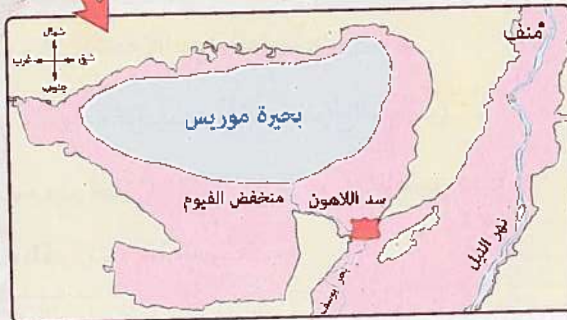 شمال
شرق
غرب
جنوب
منف
بحيرة موريس
منخفض الفيوم
سد اللاهون
بحر يوسف
نهر النيل